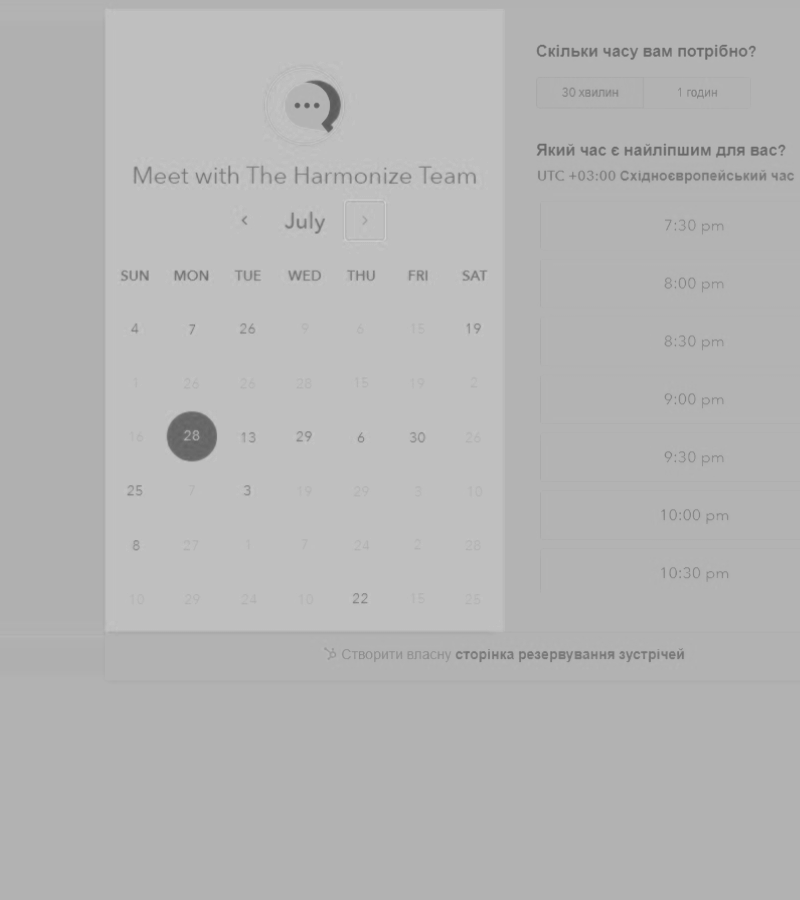 Meet with The Harmonize Team
July
SUN MON TUE WED THU FRI SAT
4 7 26 9 6 15 19
1 26 26 28 15 19 2
16 28 13 29 6 30 26
25 7 3 19 29 8 10
8 27 1 7 24 2 28
10 29 24 10 22 15 25
Скільки часу вам потрібно?
30 хвилин 1 годин
Який час є найліпшим для вас?
UTC +03:00 Східноєвропейський час
7:30 pm
8:00 pm
8:30 pm
9:00 pm
9:30 pm
10:00 pm
10:30 pm
Створити власну сторінка резервування зустрічей